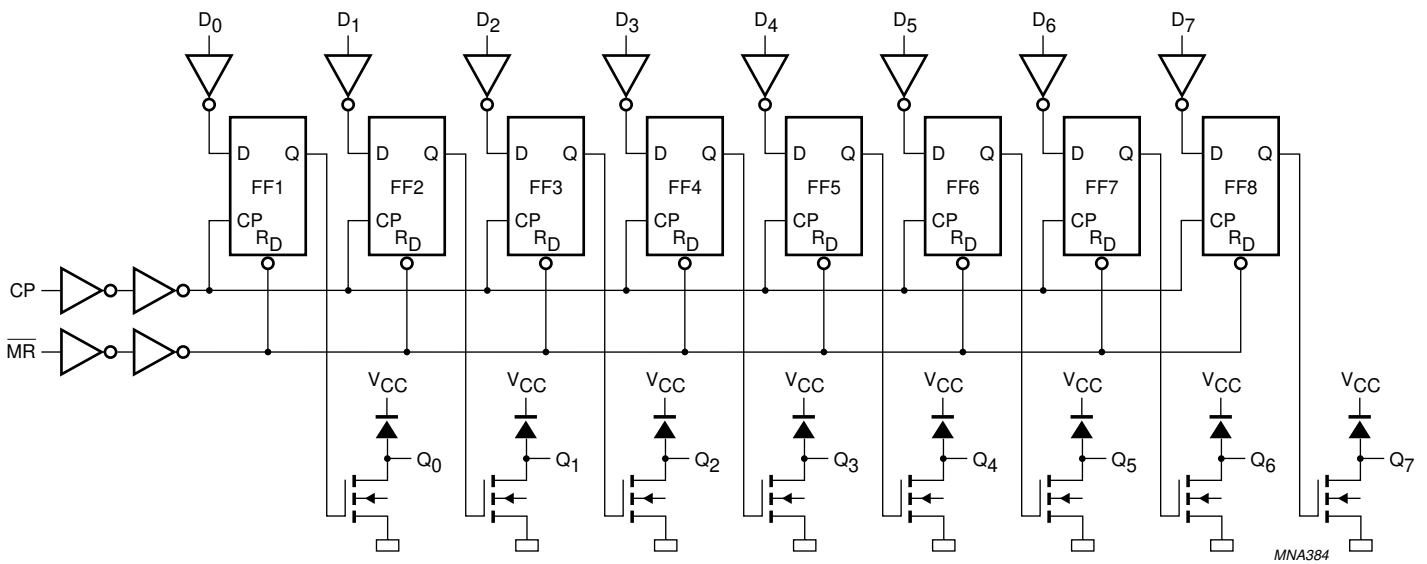 D0 D1 D2 D3 D4 D5 D6 D7
D Q D Q D Q D Q D Q D Q D Q D Q
FF1 FF2 FF3 FF4 FF5 FF6 FF7 FF8
CP CP CP CP CP CP CP CP
RD RD RD RD RD RD RD RD
CP
MR
VCC VCC VCC VCC VCC VCC VCC VCC
Q0 Q1 Q2 Q3 Q4 Q5 Q6 Q7
MNA384